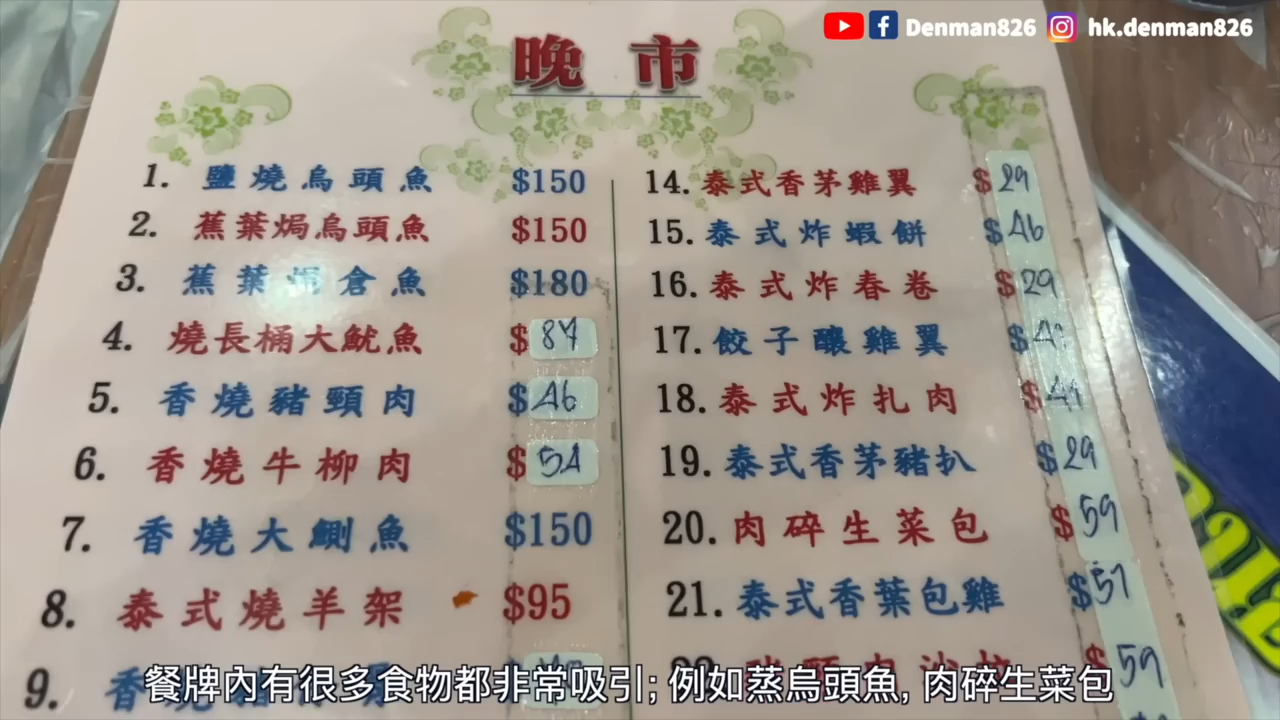 Denman826 hk.denman826
晚市
1. 鹽燒烏頭魚 $150
2. 蕉葉焗烏頭魚 $150
3. 蕉葉焗倉魚 $180
4. 燒長桶大魷魚 $87
5. 香燒豬頸肉 $46
6. 香燒牛柳肉 $54
7. 香燒大鯏魚 $150
8. 泰式燒羊架 $95
9. 香
14. 泰式香茅雞翼 $29
15. 泰式炸蝦餅 $46
16. 泰式炸春卷 $29
17. 餃子釀雞翼 $41
18. 泰式炸扎肉 $41
19. 泰式香茅豬扒 $29
20. 肉碎生菜包 $59
21. 泰式香葉包雞 $57
$59
餐牌內有很多食物都非常吸引; 例如蒸烏頭魚, 肉碎生菜包